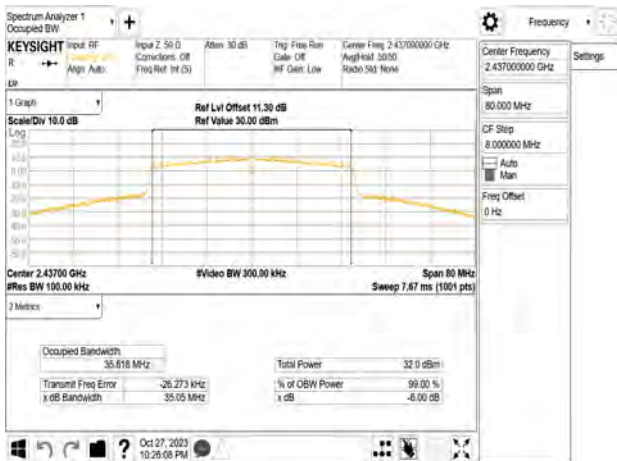 Spectrum Analyzer 1
Occupied BW
Frequency
KEYSIGHT
Input: RF
Input Z: 50 Ω
Atten: 30 dB
Trig: Free Run
Center Freq: 2.437000000 GHz
R
Corrections: Off
Gate: Off
Avg|Hold: 50/50
Align: Auto
Freq Ref: Int (S)
#IF Gain: Low
Radio Std: None
Center Frequency
2.437000000 GHz
Settings
Span
80.000 MHz
CF Step
8.000000 MHz
Auto
Man
Freq Offset
0 Hz
1 Graph
Scale/Div 10.0 dB
Ref Lvl Offset 11.30 dB
Ref Value 30.00 dBm
Log
Center 2.43700 GHz
#Video BW 300.00 kHz
Span 80 MHz
#Res BW 100.00 kHz
Sweep 7.67 ms (1001 pts)
2 Metrics
Occupied Bandwidth
35.618 MHz
Total Power
32.0 dBm
Transmit Freq Error
-26.273 kHz
% of OBW Power
99.00 %
x dB Bandwidth
35.05 MHz
x dB
-6.00 dB
?
Oct 27, 2023
10:26:08 PM